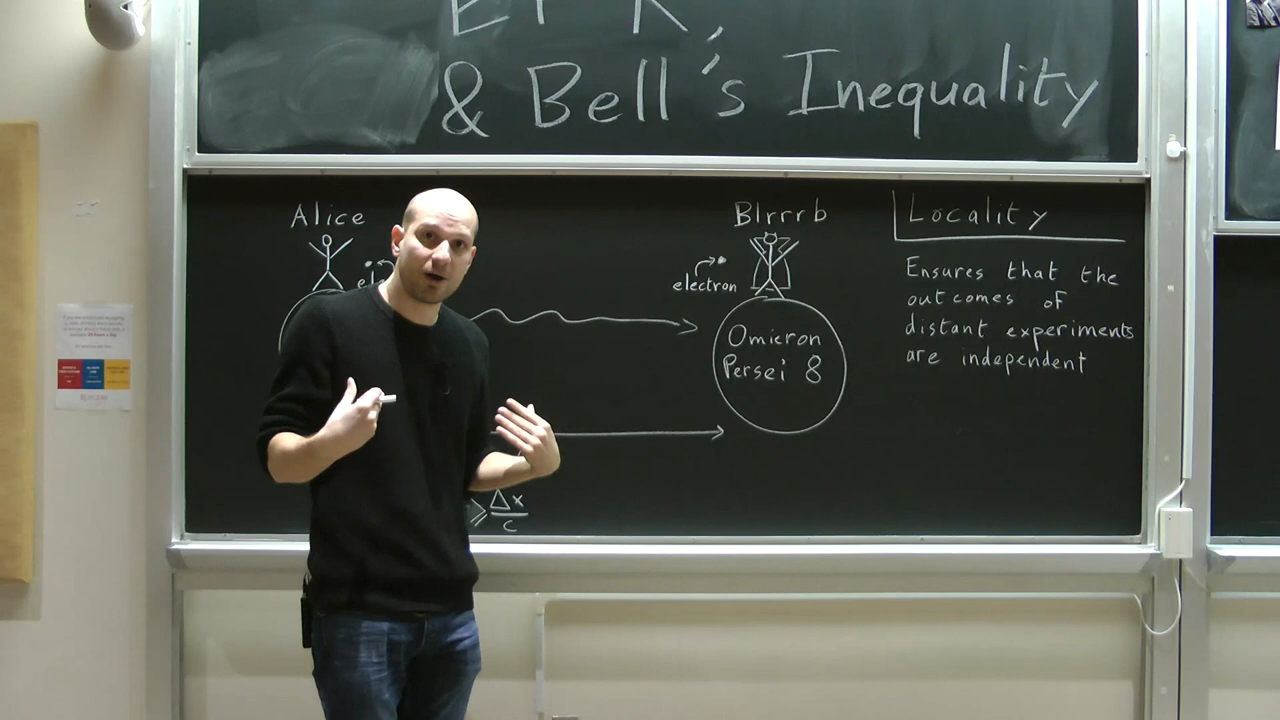 EPR,
& Bell's Inequality
Alice
Blrrrb
electron
Omicron
Persei 8
⩾ Δx
c
Locality
Ensures that the
outcomes of
distant experiments
are independent